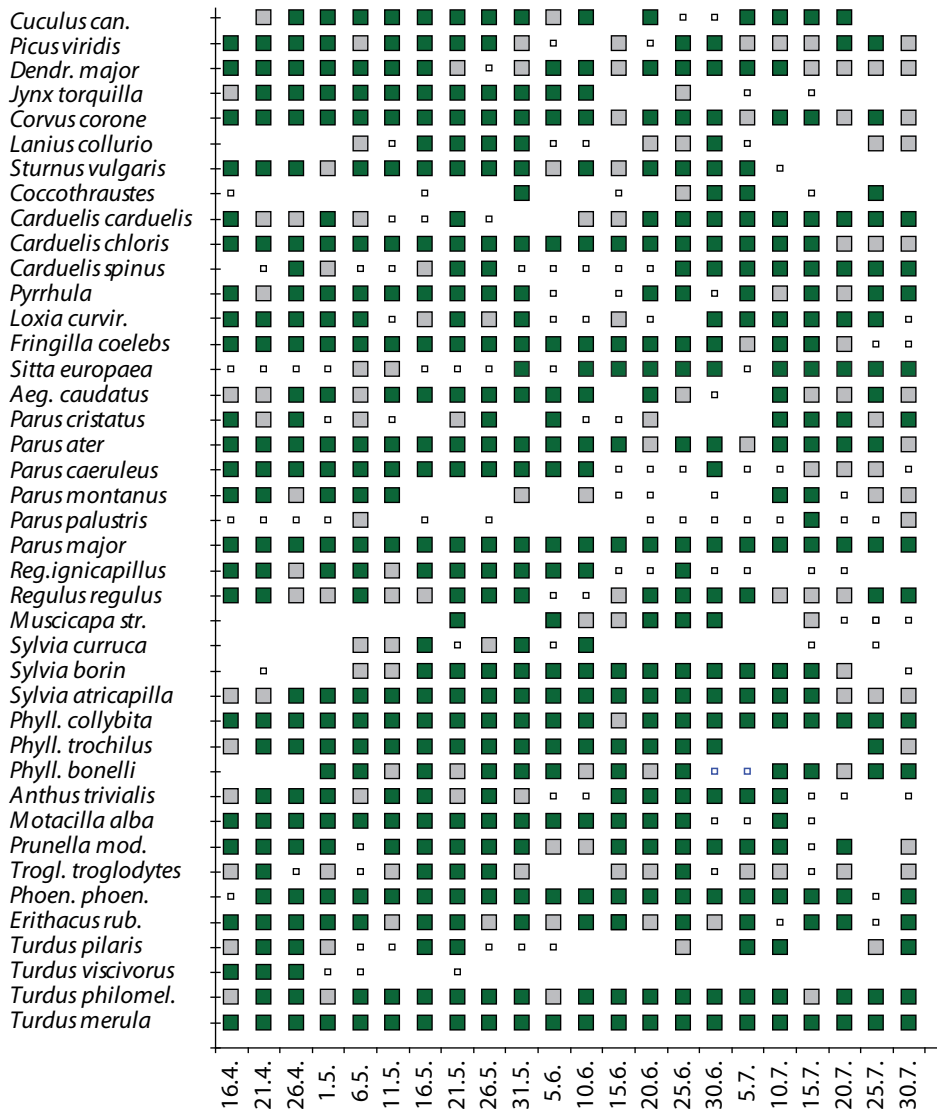 Cuculus can.
Picus viridis
Dendr. major
Jynx torquilla
Corvus corone
Lanius collurio
Sturnus vulgaris
Coccothraustes
Carduelis carduelis
Carduelis chloris
Carduelis spinus
Pyrrhula
Loxia curvir.
Fringilla coelebs
Sitta europaea
Aeg. caudatus
Parus cristatus
Parus ater
Parus caeruleus
Parus montanus
Parus palustris
Parus major
Reg.ignicapillus
Regulus regulus
Muscicapa str.
Sylvia curruca
Sylvia borin
Sylvia atricapilla
Phyll. collybita
Phyll. trochilus
Phyll. bonelli
Anthus trivialis
Motacilla alba
Prunella mod.
Trogl. troglodytes
Phoen. phoen.
Erithacus rub.
Turdus pilaris
Turdus viscivorus
Turdus philomel.
Turdus merula
16.4. 21.4. 26.4. 1.5. 6.5. 11.5. 16.5. 21.5. 26.5. 31.5. 5.6. 10.6. 15.6. 20.6. 25.6. 30.6. 5.7. 10.7. 15.7. 20.7. 25.7. 30.7.